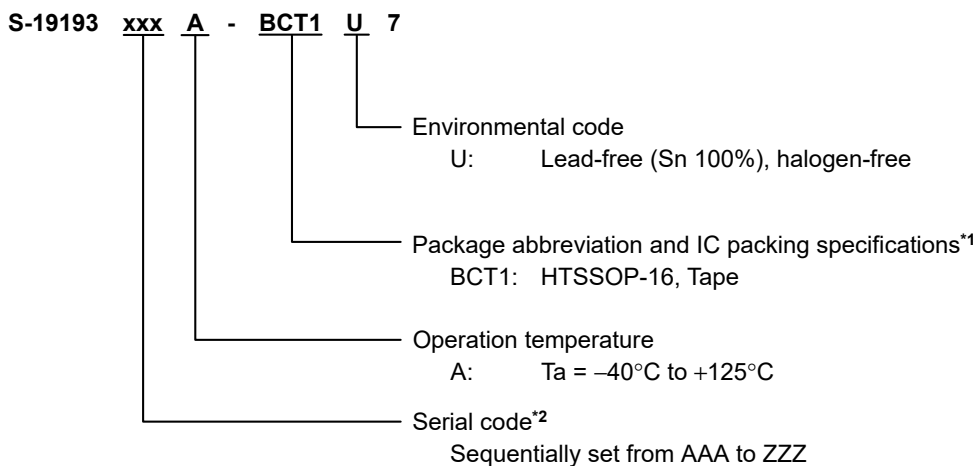 S-19193 xxx A - BCT1 U 7
Environmental code
U: Lead-free (Sn 100%), halogen-free
Package abbreviation and IC packing specifications*1
BCT1: HTSSOP-16, Tape
Operation temperature
A: Ta = −40°C to +125°C
Serial code*2
Sequentially set from AAA to ZZZ